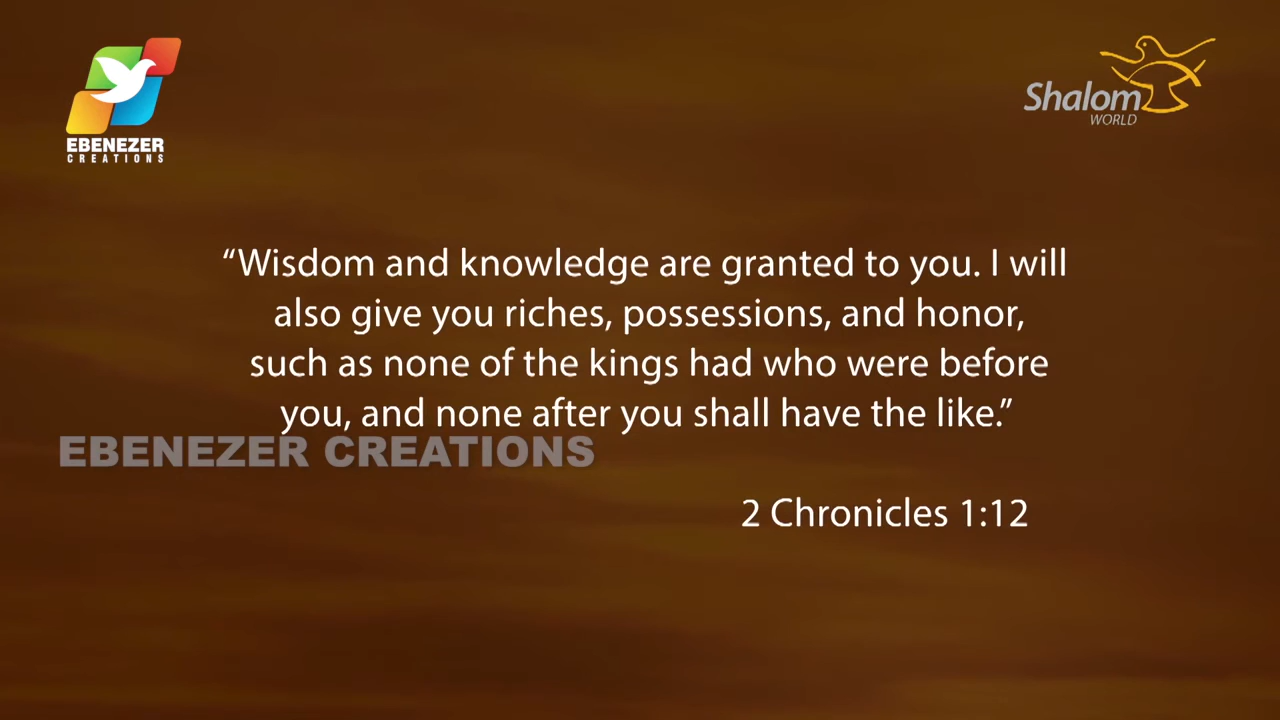 EBENEZER
CREATIONS
Shalom
WORLD
“Wisdom and knowledge are granted to you. I will
also give you riches, possessions, and honor,
such as none of the kings had who were before
you, and none after you shall have the like.”
EBENEZER CREATIONS
2 Chronicles 1:12